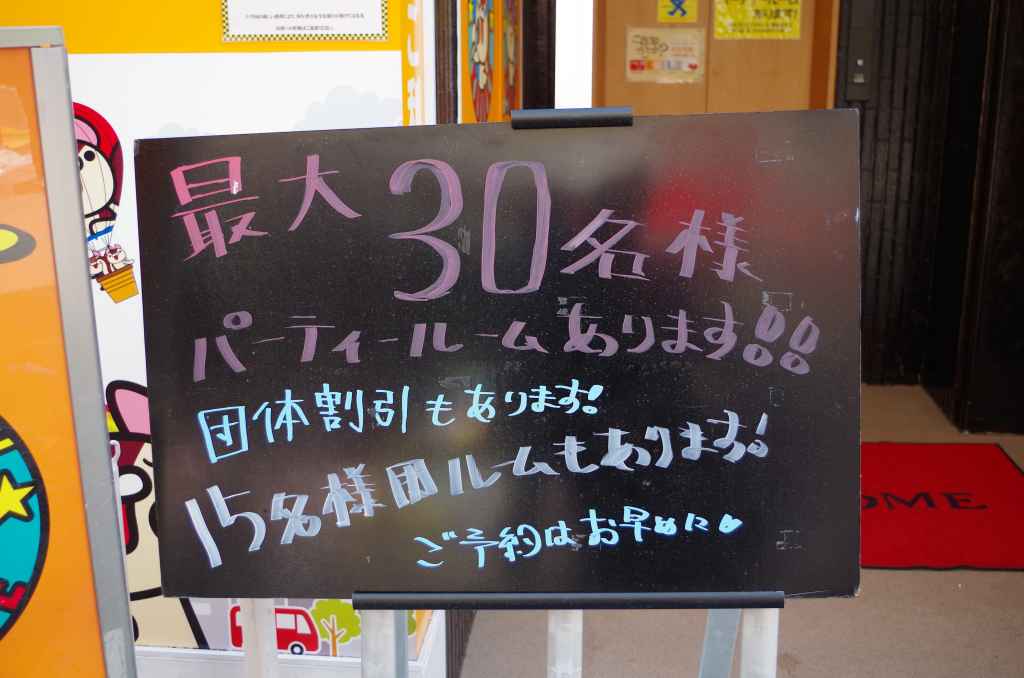 最大30名様
パーティールームあります!!
団体割引もあります!
15名様用ルームもあります!
ご予約はお早めに♥
OME